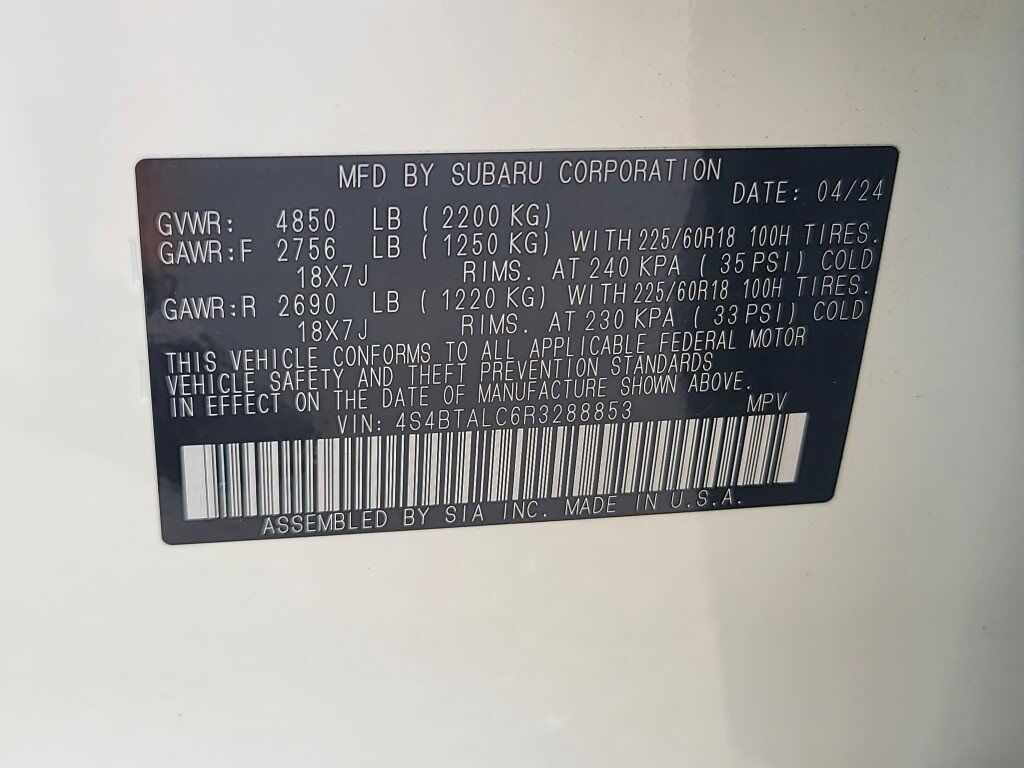 MFD BY SUBARU CORPORATION
DATE: 04/24
GVWR: 4850 LB ( 2200 KG)
GAWR:F 2756 LB ( 1250 KG) WITH 225/60R18 100H TIRES.
18X7J RIMS. AT 240 KPA ( 35 PSI) COLD
GAWR:R 2690 LB ( 1220 KG) WITH 225/60R18 100H TIRES.
18X7J RIMS. AT 230 KPA ( 33 PSI) COLD
THIS VEHICLE CONFORMS TO ALL APPLICABLE FEDERAL MOTOR
VEHICLE SAFETY AND THEFT PREVENTION STANDARDS
IN EFFECT ON THE DATE OF MANUFACTURE SHOWN ABOVE.
VIN: 4S4BTALC6R3288853 MPV
ASSEMBLED BY SIA INC. MADE IN U.S.A.